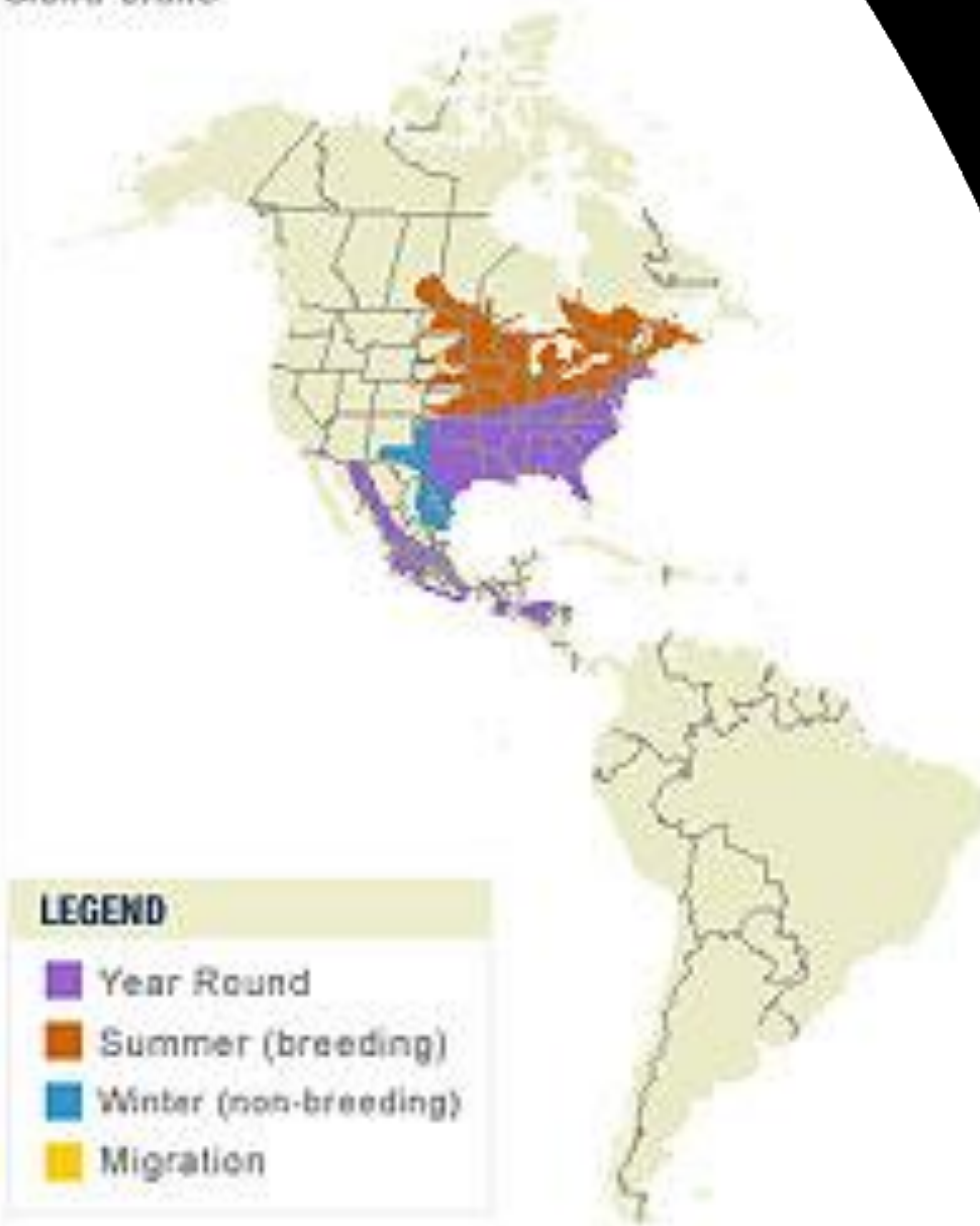 LEGEND
Year Round
Summer (breeding)
Winter (non-breeding)
Migration